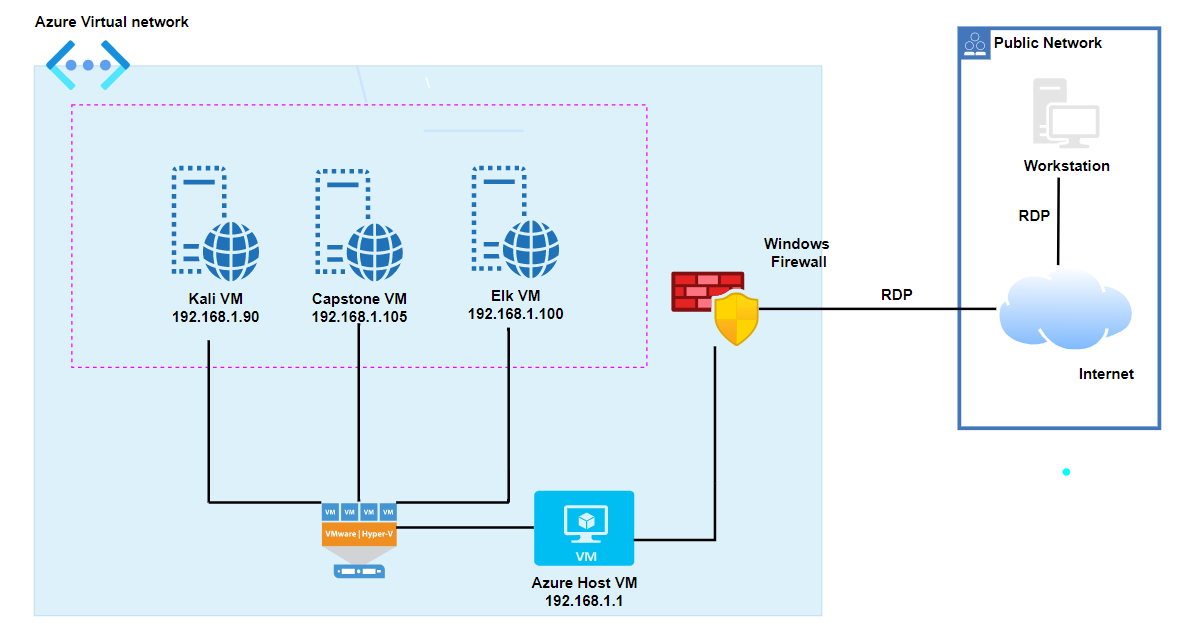 Azure Virtual network
Public Network
Workstation
RDP
Windows
Firewall
RDP
Internet
Kali VM
192.168.1.90
Capstone VM
192.168.1.105
Elk VM
192.168.1.100
VM VM VM VM
VMware | Hyper-V
VM
Azure Host VM
192.168.1.1